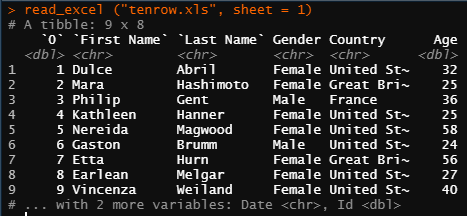 > read_excel ("tenrow.xls", sheet = 1)
# A tibble: 9 x 8
`0` `First Name` `Last Name` Gender Country Age
<dbl> <chr> <chr> <chr> <chr> <dbl>
1 1 Dulce Abril Female United St~ 32
2 2 Mara Hashimoto Female Great Bri~ 25
3 3 Philip Gent Male France 36
4 4 Kathleen Hanner Female United St~ 25
5 5 Nereida Magwood Female United St~ 58
6 6 Gaston Brumm Male United St~ 24
7 7 Etta Hurn Female Great Bri~ 56
8 8 Earlean Melgar Female United St~ 27
9 9 Vincenza Weiland Female United St~ 40
# ... with 2 more variables: Date <chr>, Id <dbl>